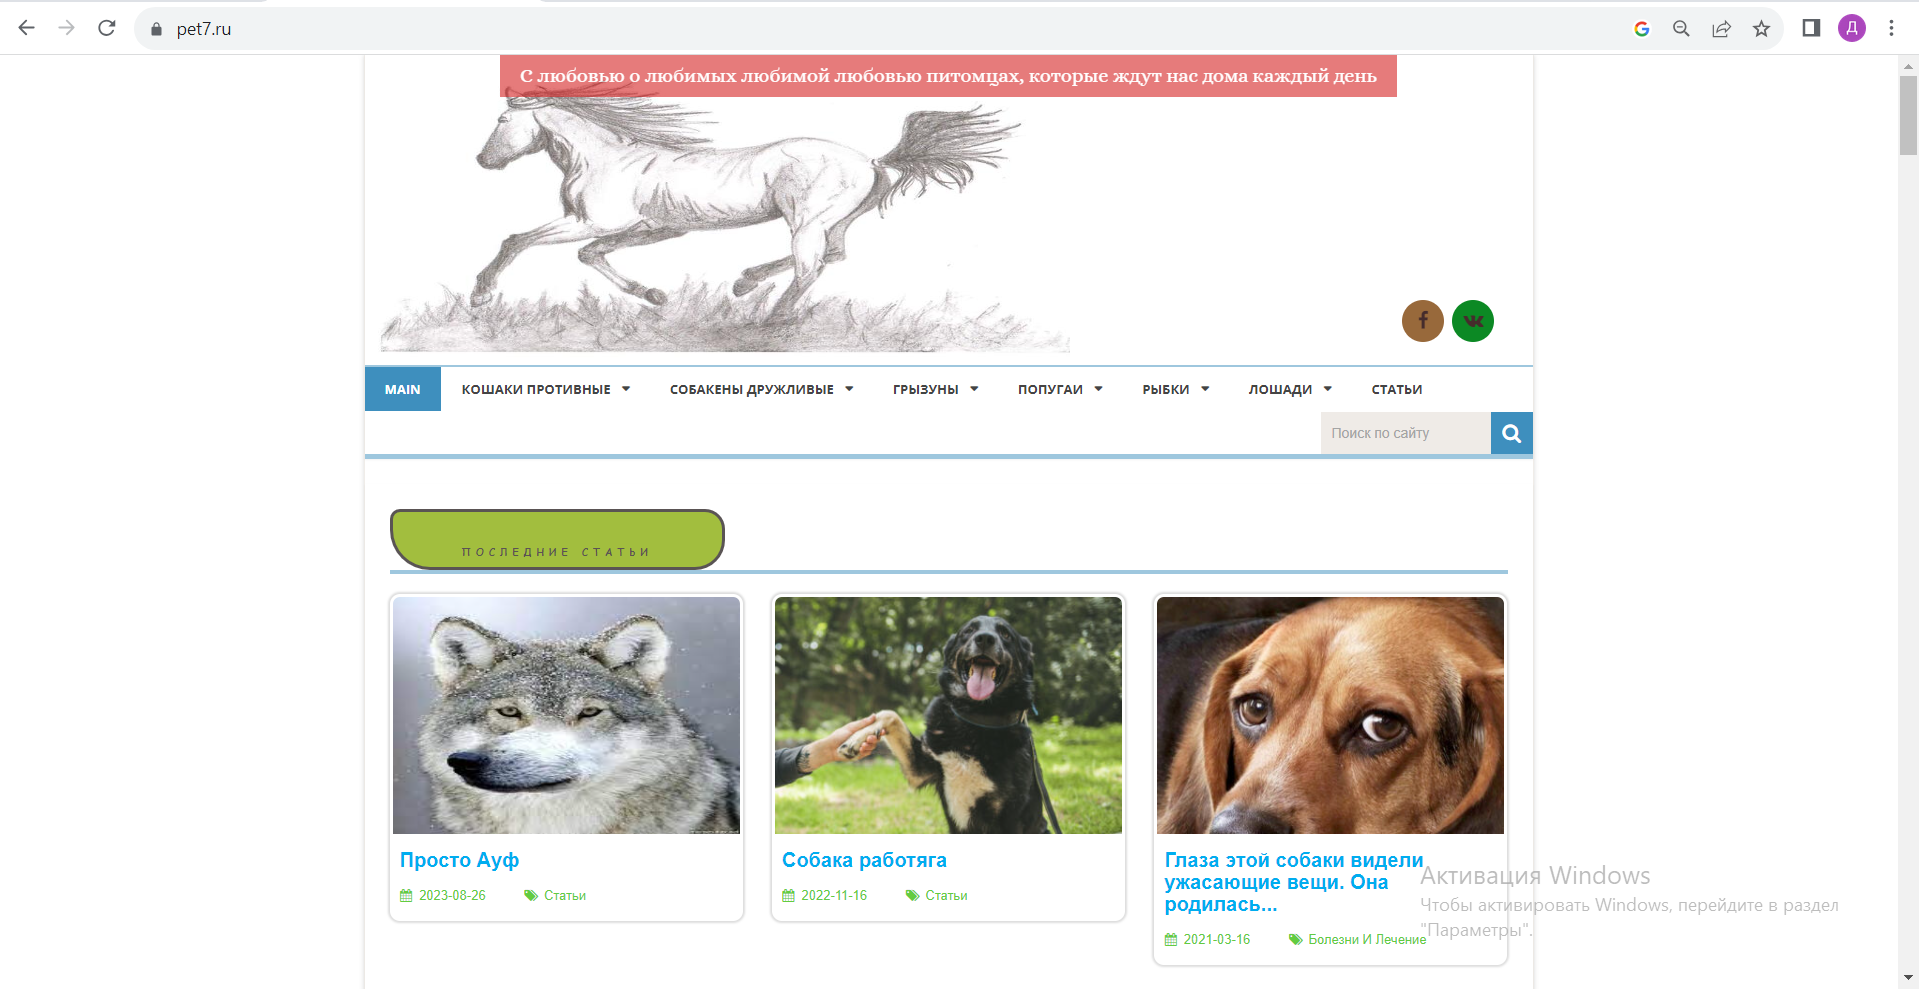 pet7.ru
Д
С любовью о любимых любимой любовью питомцах, которые ждут нас дома каждый день
MAIN
КОШАКИ ПРОТИВНЫЕ
СОБАКЕНЫ ДРУЖЛИВЫЕ
ГРЫЗУНЫ
ПОПУГАИ
РЫБКИ
ЛОШАДИ
СТАТЬИ
Поиск по сайту
ПОСЛЕДНИЕ СТАТЬИ
Просто Ауф
2023-08-26 Статьи
Собака работяга
2022-11-16 Статьи
Глаза этой собаки видели
ужасающие вещи. Она
родилась...
2021-03-16 Болезни И Лечение
Активация Windows
Чтобы активировать Windows, перейдите в раздел
"Параметры".